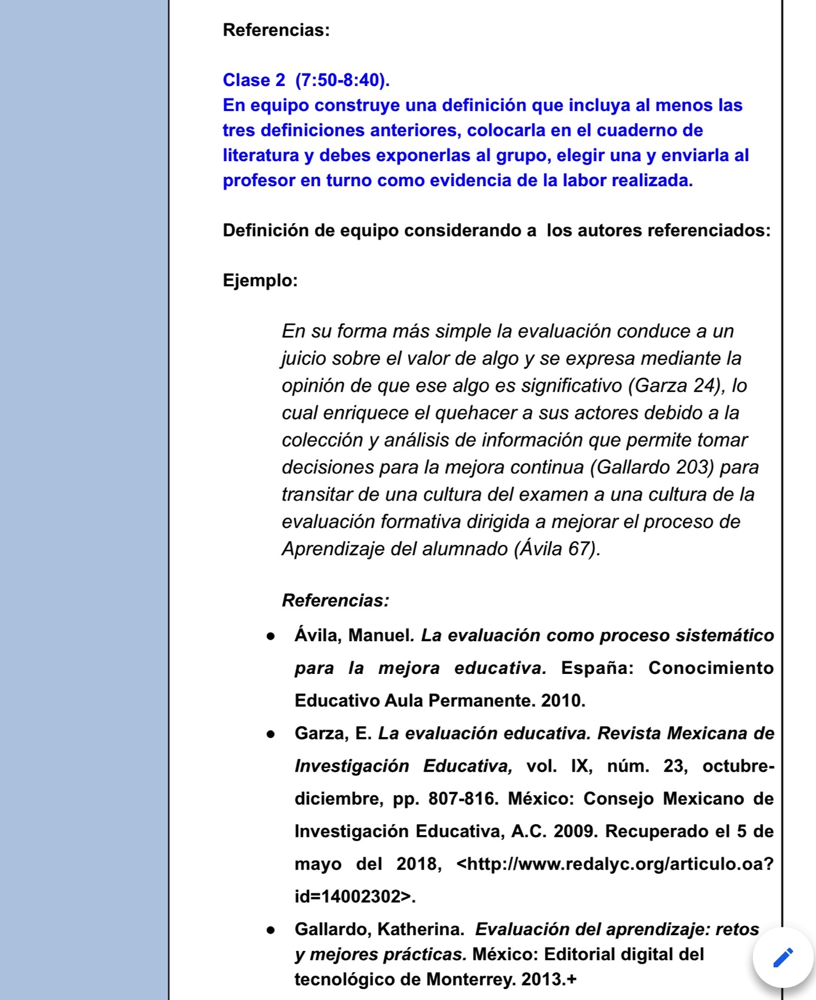 Referencias:
Clase 2  (7:50-8:40).
En equipo construye una definición que incluya al menos las
tres definiciones anteriores, colocarla en el cuaderno de
literatura y debes exponerlas al grupo, elegir una y enviarla al
profesor en turno como evidencia de la labor realizada.
Definición de equipo considerando a  los autores referenciados:
Ejemplo:
En su forma más simple la evaluación conduce a un
juicio sobre el valor de algo y se expresa mediante la
opinión de que ese algo es significativo (Garza 24), lo
cual enriquece el quehacer a sus actores debido a la
colección y análisis de información que permite tomar
decisiones para la mejora continua (Gallardo 203) para
transitar de una cultura del examen a una cultura de la
evaluación formativa dirigida a mejorar el proceso de
Aprendizaje del alumnado (Ávila 67).
Referencias:
● Ávila, Manuel. La evaluación como proceso sistemático
para la mejora educativa. España: Conocimiento
Educativo Aula Permanente. 2010.
● Garza, E. La evaluación educativa. Revista Mexicana de
Investigación Educativa, vol. IX, núm. 23, octubre-
diciembre, pp. 807-816. México: Consejo Mexicano de
Investigación Educativa, A.C. 2009. Recuperado el 5 de
mayo del 2018, <http://www.redalyc.org/articulo.oa?
id=14002302>.
● Gallardo, Katherina.  Evaluación del aprendizaje: retos
y mejores prácticas. México: Editorial digital del
tecnológico de Monterrey. 2013.+